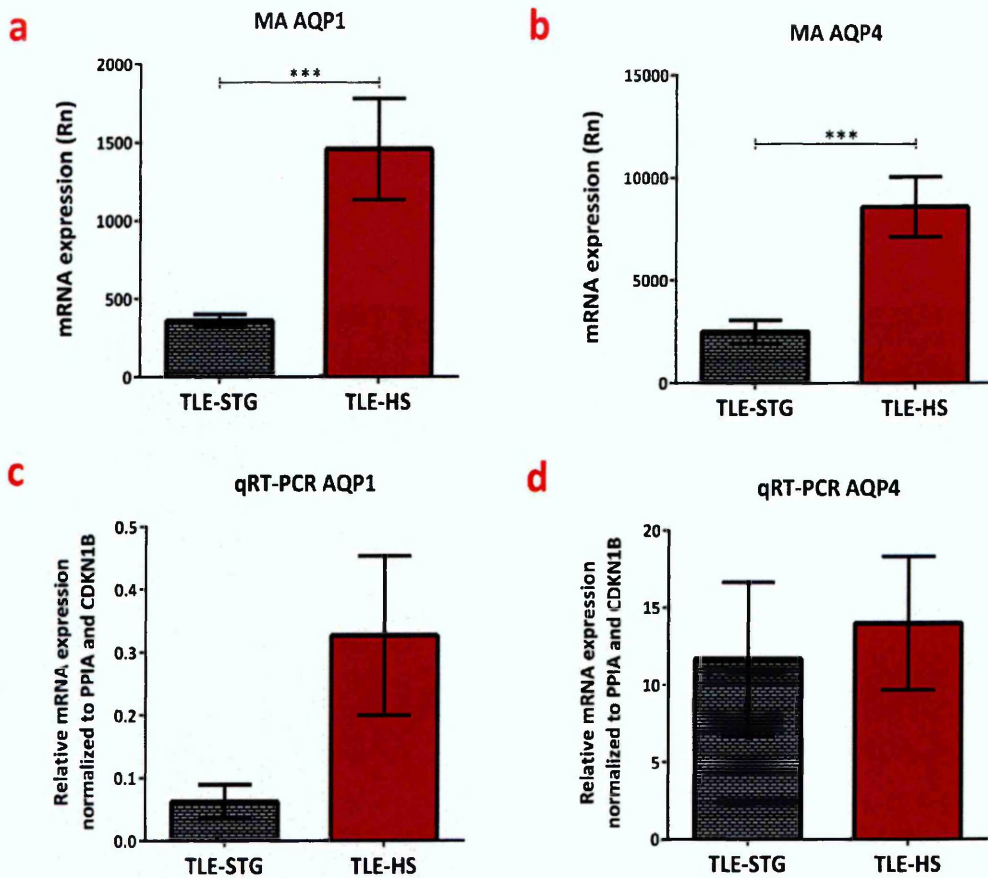 a
MA AQP1
mRNA expression (Rn)
2000
1500
1000
500
0
***
TLE-STG
TLE-HS
b
MA AQP4
mRNA expression (Rn)
15000
10000
5000
0
***
TLE-STG
TLE-HS
c
qRT-PCR AQP1
Relative mRNA expression
normalized to PPIA and CDKN1B
0.5
0.4
0.3
0.2
0.1
0.0
TLE-STG
TLE-HS
d
qRT-PCR AQP4
Relative mRNA expression
normalized to PPIA and CDKN1B
20
15
10
5
0
TLE-STG
TLE-HS